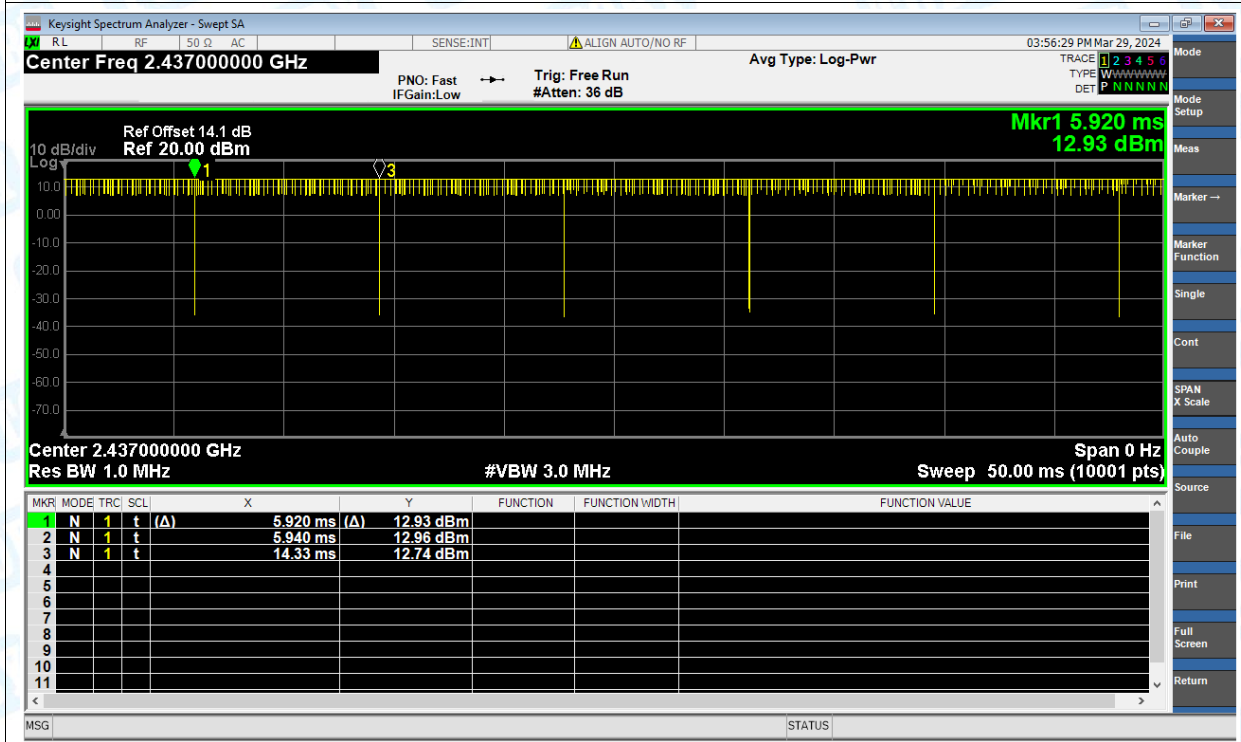 Keysight Spectrum Analyzer - Swept SA
LXI RL RF 50 Ω AC SENSE:INT ALIGN AUTO/NO RF 03:56:29 PM Mar 29, 2024
Center Freq 2.437000000 GHz
PNO: Fast
IFGain:Low
Trig: Free Run
#Atten: 36 dB
Avg Type: Log-Pwr
TRACE 1 2 3 4 5 6
TYPE WWWWWW
DET P N N N N N
Mkr1 5.920 ms
12.93 dBm
Ref Offset 14.1 dB
10 dB/div Ref 20.00 dBm
Log
1
3
10.0
0.00
-10.0
-20.0
-30.0
-40.0
-50.0
-60.0
-70.0
Center 2.437000000 GHz Span 0 Hz
Res BW 1.0 MHz #VBW 3.0 MHz Sweep 50.00 ms (10001 pts)
MKR MODE TRC SCL X Y FUNCTION FUNCTION WIDTH FUNCTION VALUE
1 N 1 t (Δ) 5.920 ms (Δ) 12.93 dBm
2 N 1 t 5.940 ms 12.96 dBm
3 N 1 t 14.33 ms 12.74 dBm
4
5
6
7
8
9
10
11
MSG STATUS
Mode
Mode
Setup
Meas
Marker →
Marker
Function
Single
Cont
SPAN
X Scale
Auto
Couple
Source
File
Print
Full
Screen
Return